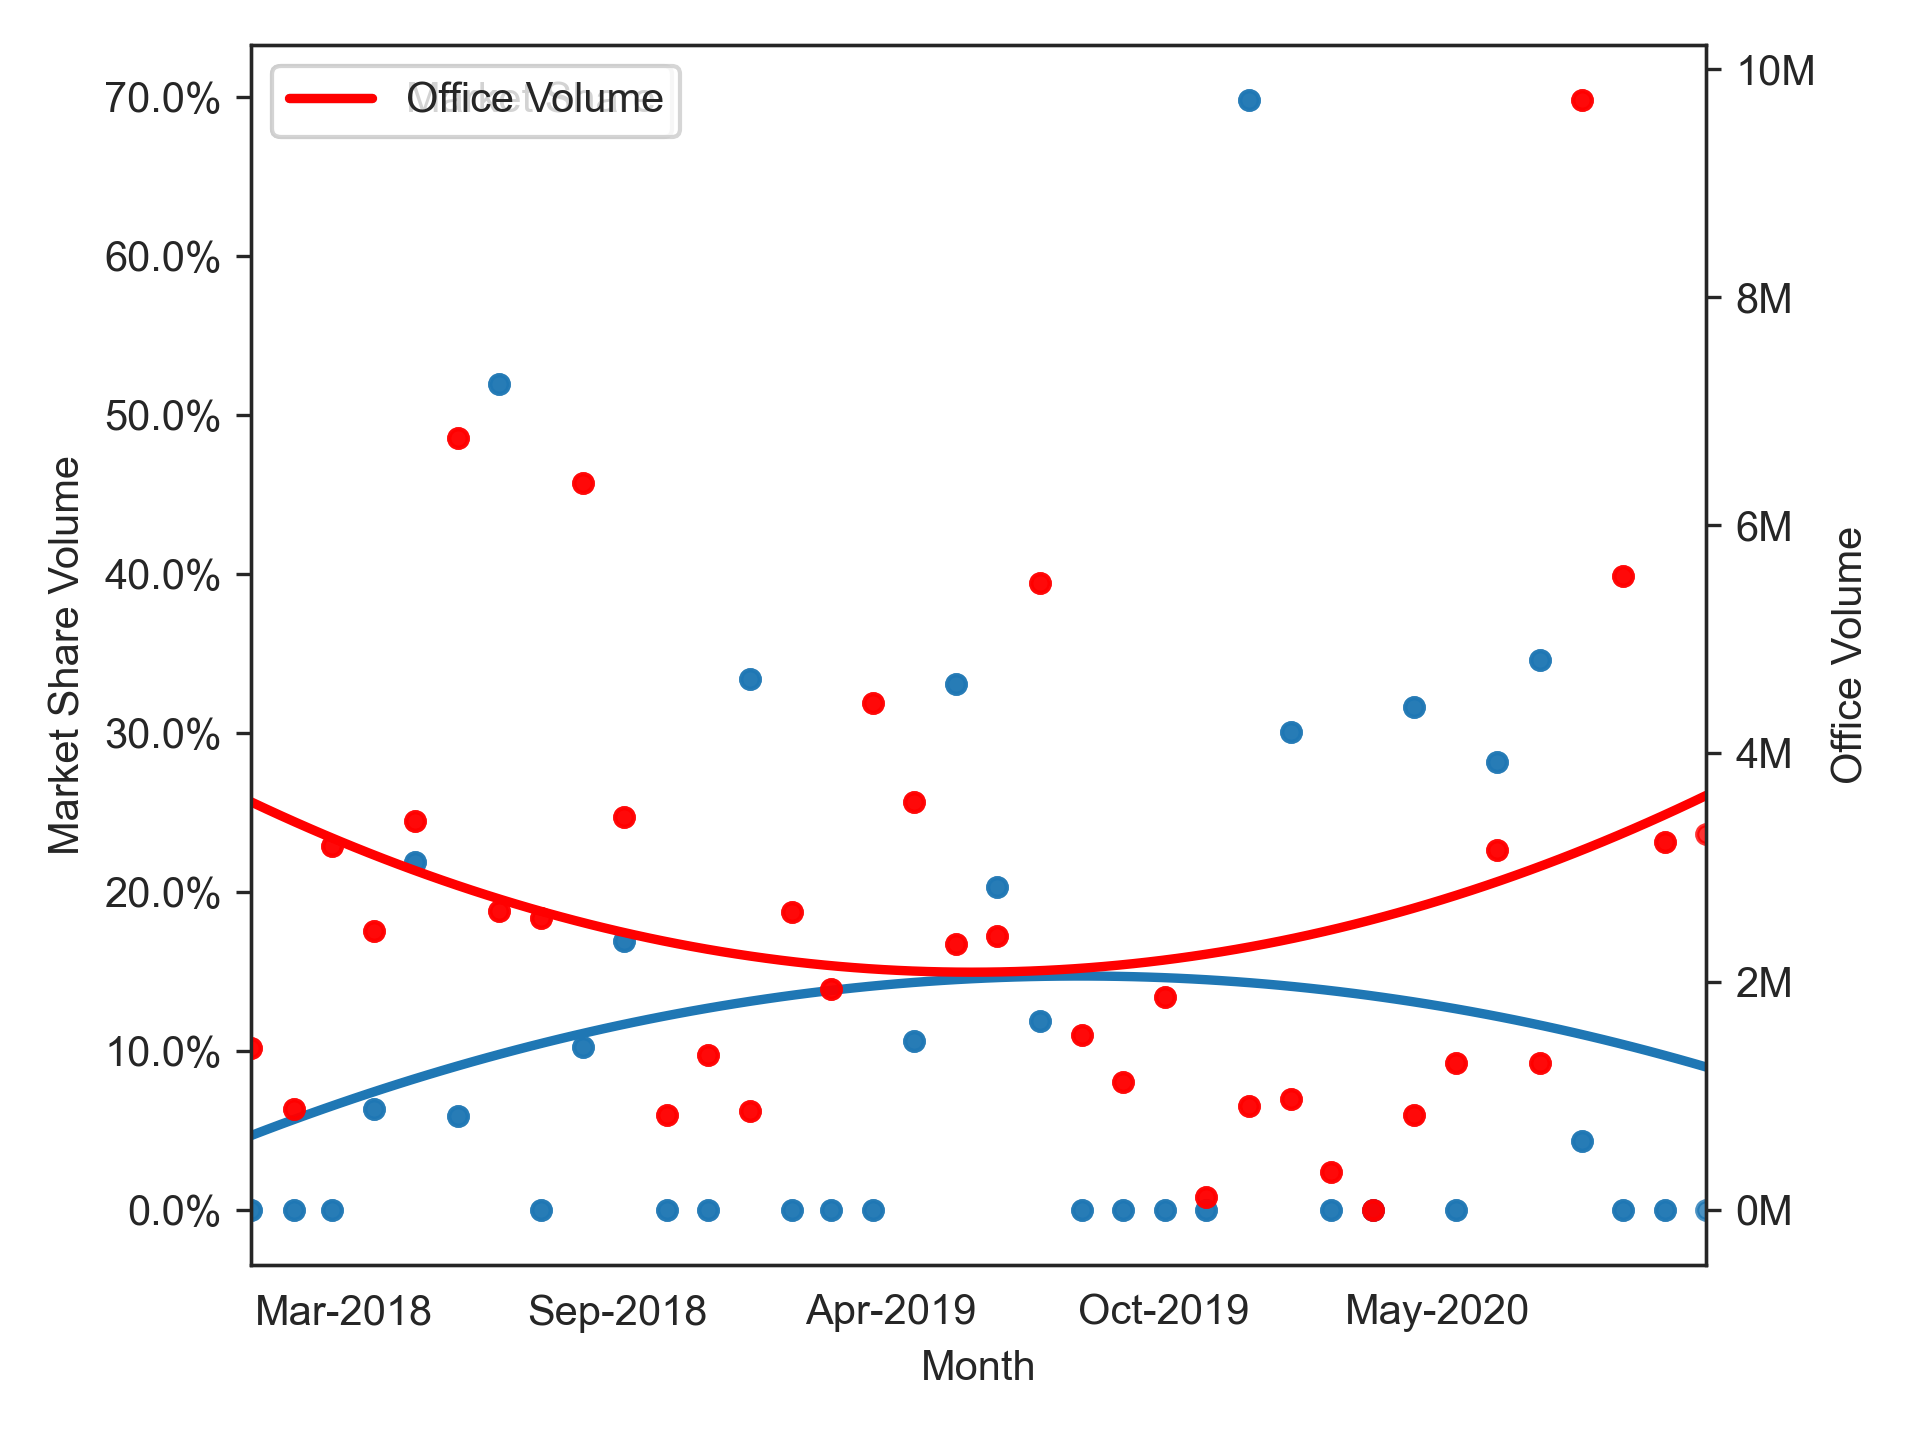 Market Share
Office Volume
70.0%
60.0%
50.0%
40.0%
30.0%
20.0%
10.0%
0.0%
Market Share Volume
10M
8M
6M
4M
2M
0M
Office Volume
Mar-2018 Sep-2018 Apr-2019 Oct-2019 May-2020
Month